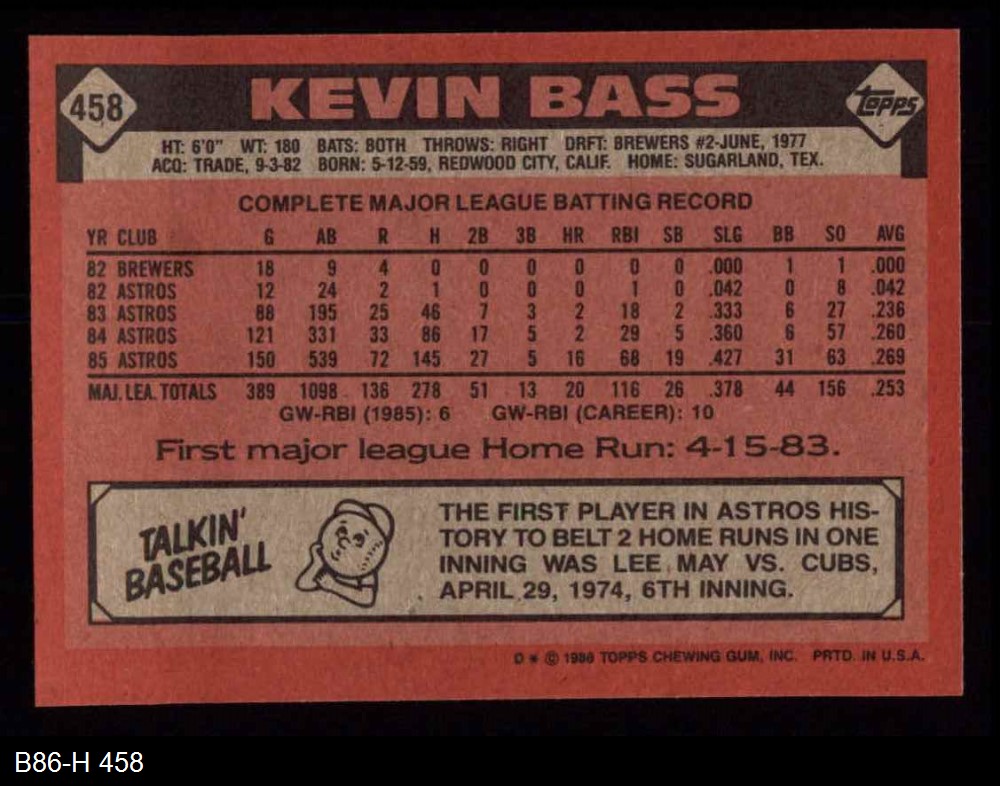 458
KEVIN BASS
topps
HT: 6'0" WT: 180 BATS: BOTH THROWS: RIGHT DRFT: BREWERS #2-JUNE, 1977
ACQ: TRADE, 9-3-82 BORN: 5-12-59, REDWOOD CITY, CALIF. HOME: SUGARLAND, TEX.
COMPLETE MAJOR LEAGUE BATTING RECORD
YR CLUB G AB R H 2B 3B HR RBI SB SLG BB SO AVG
82 BREWERS 18 9 4 0 0 0 0 0 0 .000 1 1 .000
82 ASTROS 12 24 2 1 0 0 0 1 0 .042 0 8 .042
83 ASTROS 88 195 25 46 7 3 2 18 2 .333 6 27 .236
84 ASTROS 121 331 33 86 17 5 2 29 5 .360 6 57 .260
85 ASTROS 150 539 72 145 27 5 16 68 19 .427 31 63 .269
MAJ. LEA. TOTALS 389 1098 136 278 51 13 20 116 26 .378 44 156 .253
GW-RBI (1985): 6 GW-RBI (CAREER): 10
First major league Home Run: 4-15-83.
TALKIN'
BASEBALL
THE FIRST PLAYER IN ASTROS HIS-
TORY TO BELT 2 HOME RUNS IN ONE
INNING WAS LEE MAY VS. CUBS,
APRIL 29, 1974, 6TH INNING.
D * © 1986 TOPPS CHEWING GUM, INC. PRTD. IN U.S.A.
B86-H 458